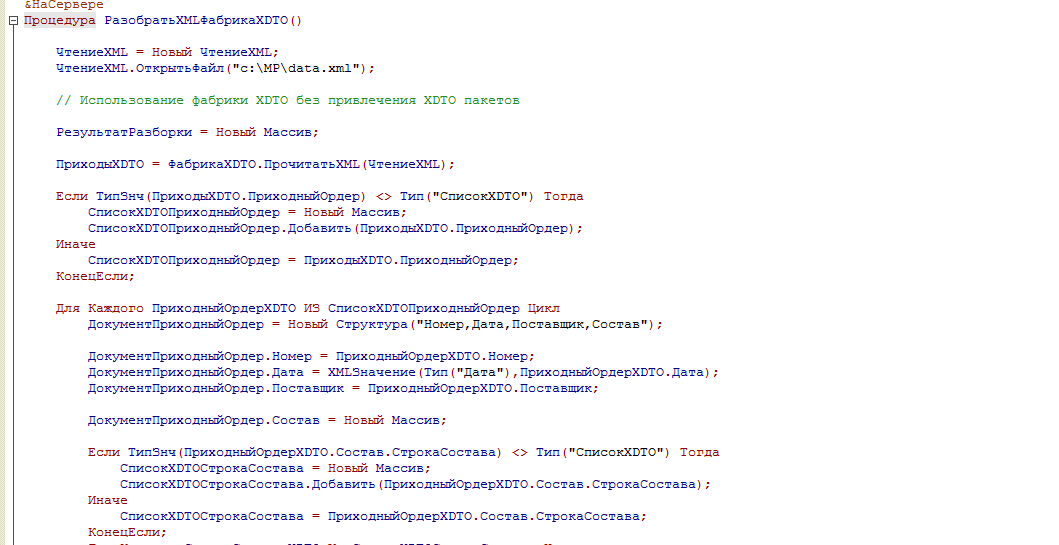 &НаСервере
Процедура РазобратьXMLФабрикаXDTO()
ЧтениеXML = Новый ЧтениеXML;
ЧтениеXML.ОткрытьФайл("c:\MP\data.xml");
// Использование фабрики XDTO без привлечения XDTO пакетов
РезультатРазборки = Новый Массив;
ПриходыXDTO = ФабрикаXDTO.ПрочитатьXML(ЧтениеXML);
Если ТипЗнч(ПриходыXDTO.ПриходныйОрдер) <> Тип("СписокXDTO") Тогда
СписокXDTOПриходныйОрдер = Новый Массив;
СписокXDTOПриходныйОрдер.Добавить(ПриходыXDTO.ПриходныйОрдер);
Иначе
СписокXDTOПриходныйОрдер = ПриходыXDTO.ПриходныйОрдер;
КонецЕсли;
Для Каждого ПриходныйОрдерXDTO ИЗ СписокXDTOПриходныйОрдер Цикл
ДокументПриходныйОрдер = Новый Структура("Номер,Дата,Поставщик,Состав");
ДокументПриходныйОрдер.Номер = ПриходныйОрдерXDTO.Номер;
ДокументПриходныйОрдер.Дата = XMLЗначение(Тип("Дата"),ПриходныйОрдерXDTO.Дата);
ДокументПриходныйОрдер.Поставщик = ПриходныйОрдерXDTO.Поставщик;
ДокументПриходныйОрдер.Состав = Новый Массив;
Если ТипЗнч(ПриходныйОрдерXDTO.Состав.СтрокаСостава) <> Тип("СписокXDTO") Тогда
СписокXDTOСтрокаСостава = Новый Массив;
СписокXDTOСтрокаСостава.Добавить(ПриходныйОрдерXDTO.Состав.СтрокаСостава);
Иначе
СписокXDTOСтрокаСостава = ПриходныйОрдерXDTO.Состав.СтрокаСостава;
КонецЕсли;